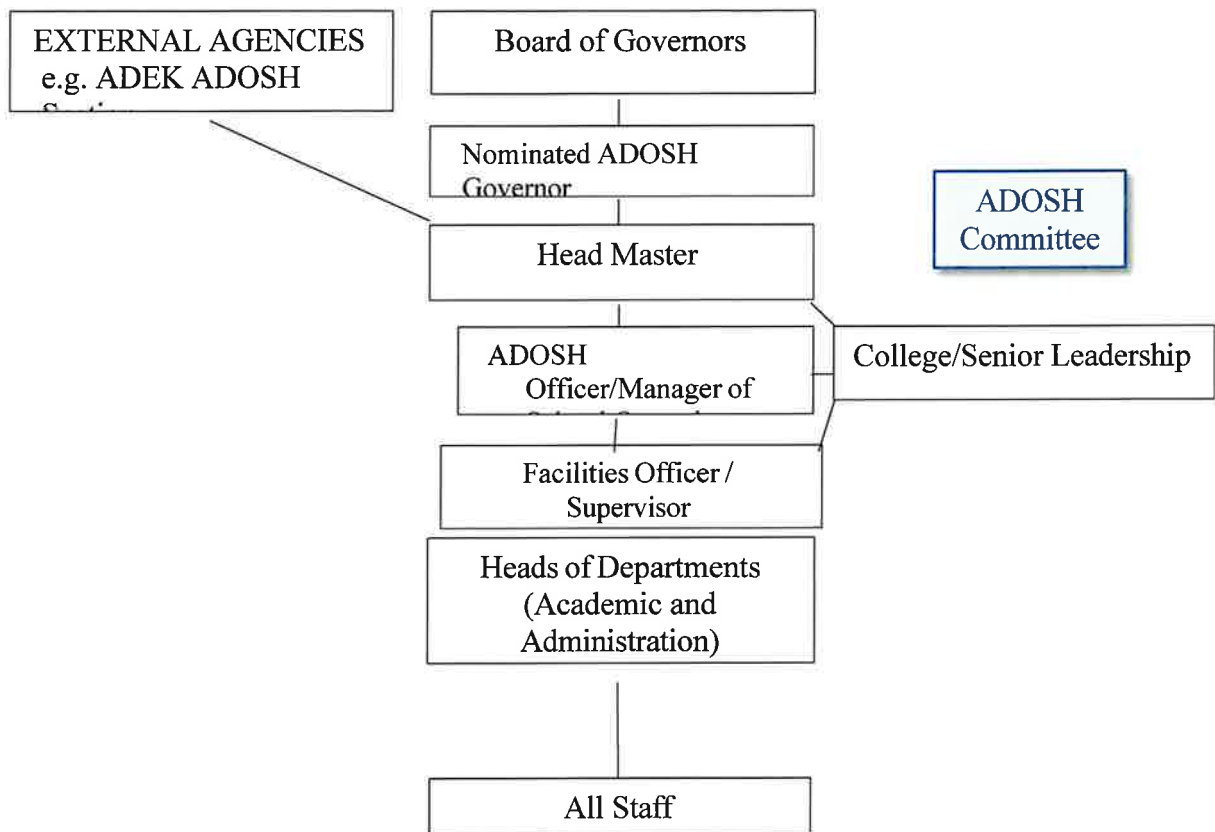 EXTERNAL AGENCIES
e.g. ADEK ADOSH
Board of Governors
Nominated ADOSH
Governor
ADOSH
Committee
Head Master
ADOSH
Officer/Manager of
College/Senior Leadership
Facilities Officer /
Supervisor
Heads of Departments
(Academic and
Administration)
All Staff